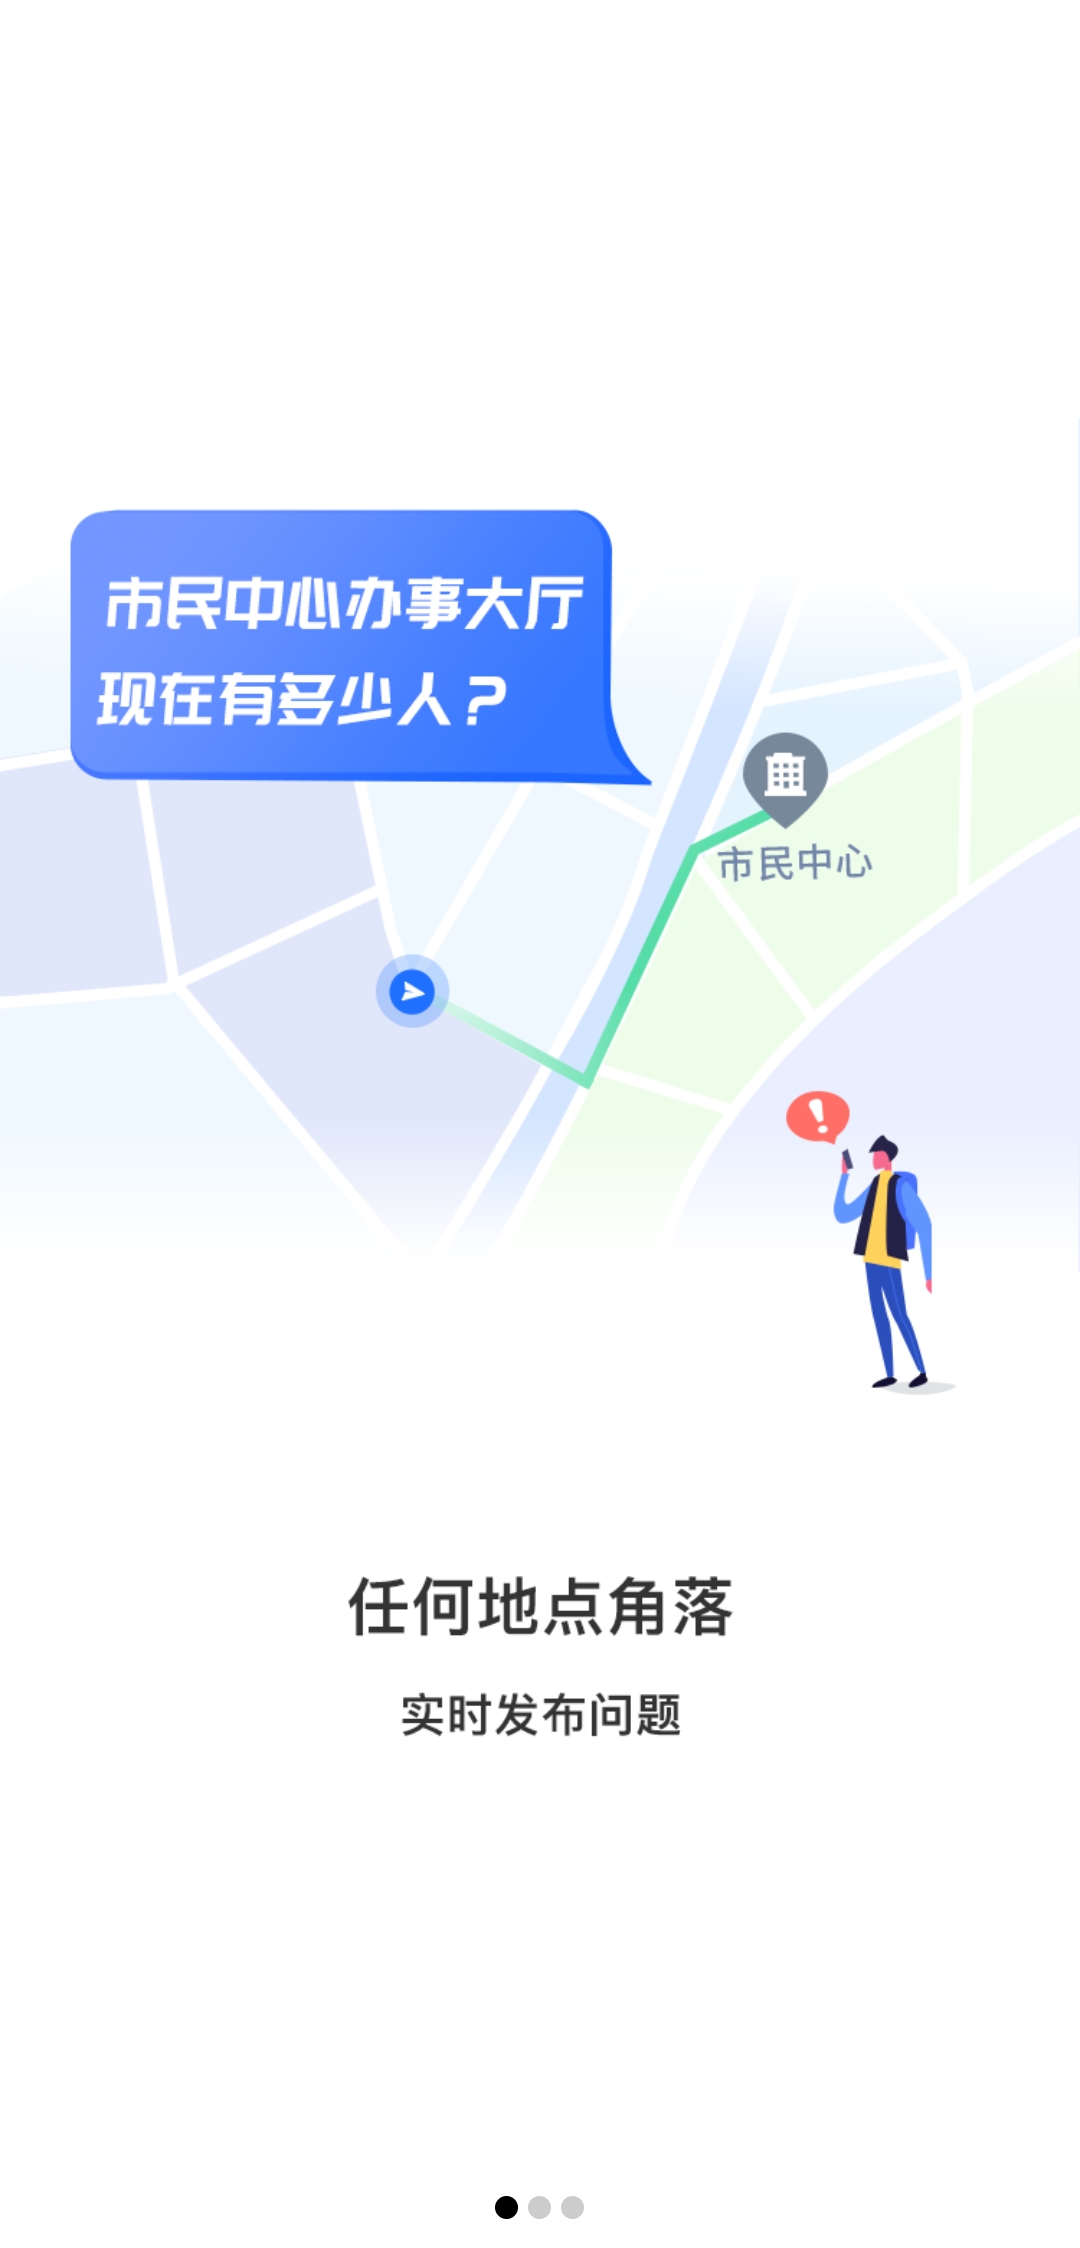 市民中心办事大厅
现在有多少人？
市民中心
任何地点角落
实时发布问题